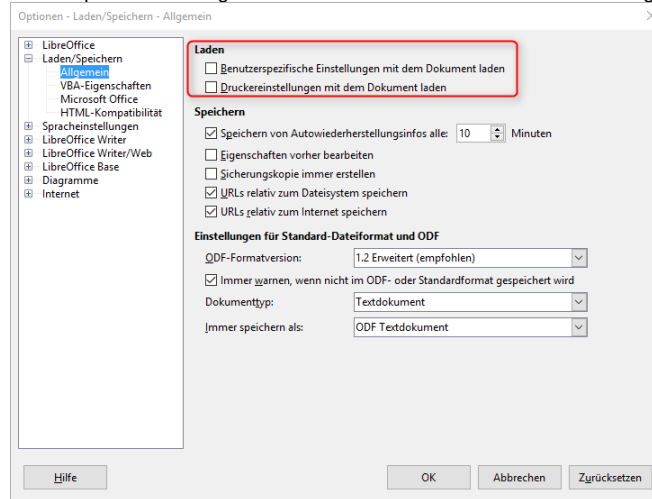 Optionen - Laden/Speichern - Allgemein
LibreOffice
Laden/Speichern
Allgemein
VBA-Eigenschaften
Microsoft Office
HTML-Kompatibilität
Spracheinstellungen
LibreOffice Writer
LibreOffice Writer/Web
LibreOffice Base
Diagramme
Internet
Laden
Benutzerspezifische Einstellungen mit dem Dokument laden
Druckereinstellungen mit dem Dokument laden
Speichern
Speichern von Autowiederherstellungsinfos alle: 10 Minuten
Eigenschaften vorher bearbeiten
Sicherungskopie immer erstellen
URLs relativ zum Dateisystem speichern
URLs relativ zum Internet speichern
Einstellungen für Standard-Dateiformat und ODF
ODF-Formatversion: 1.2 Erweitert (empfohlen)
Immer warnen, wenn nicht im ODF- oder Standardformat gespeichert wird
Dokumenttyp: Textdokument
Immer speichern als: ODF Textdokument
Hilfe OK Abbrechen Zurücksetzen